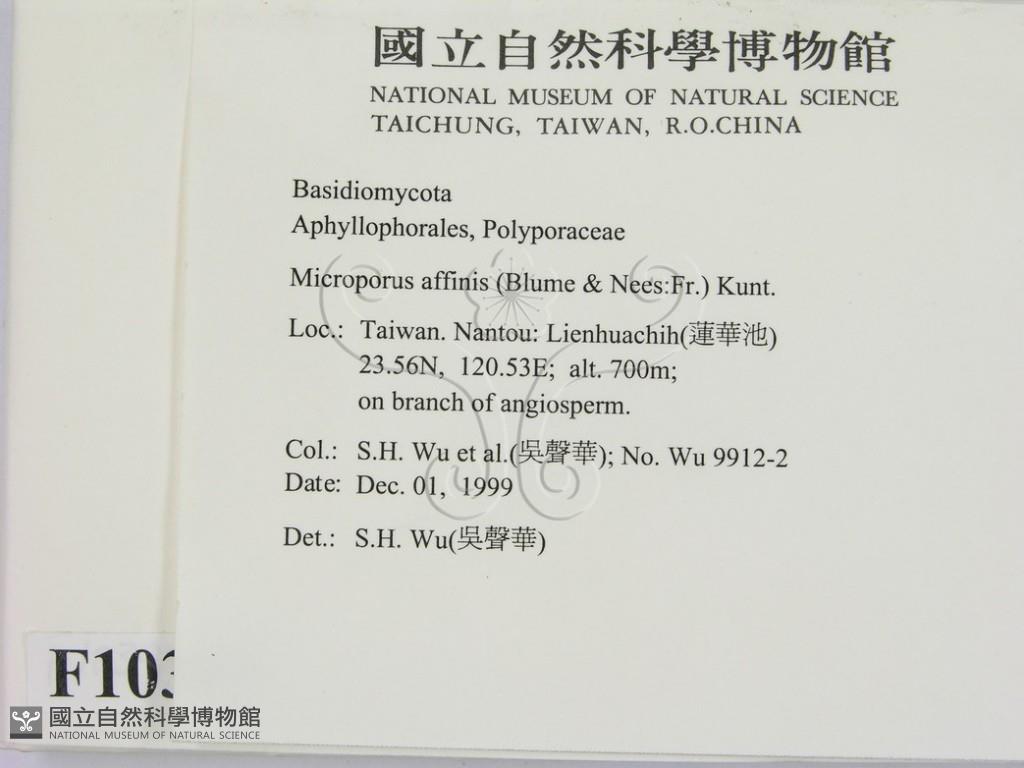 國立自然科學博物館
NATIONAL MUSEUM OF NATURAL SCIENCE
TAICHUNG, TAIWAN, R.O.CHINA
Basidiomycota
Aphyllophorales, Polyporaceae
Microporus affinis (Blume & Nees:Fr.) Kunt.
Loc.: Taiwan. Nantou: Lienhuachih(蓮華池)
23.56N, 120.53E; alt. 700m;
on branch of angiosperm.
Col.: S.H. Wu et al.(吳聲華); No. Wu 9912-2
Date: Dec. 01, 1999
Det.: S.H. Wu(吳聲華)
F103
國立自然科學博物館
NATIONAL MUSEUM OF NATURAL SCIENCE